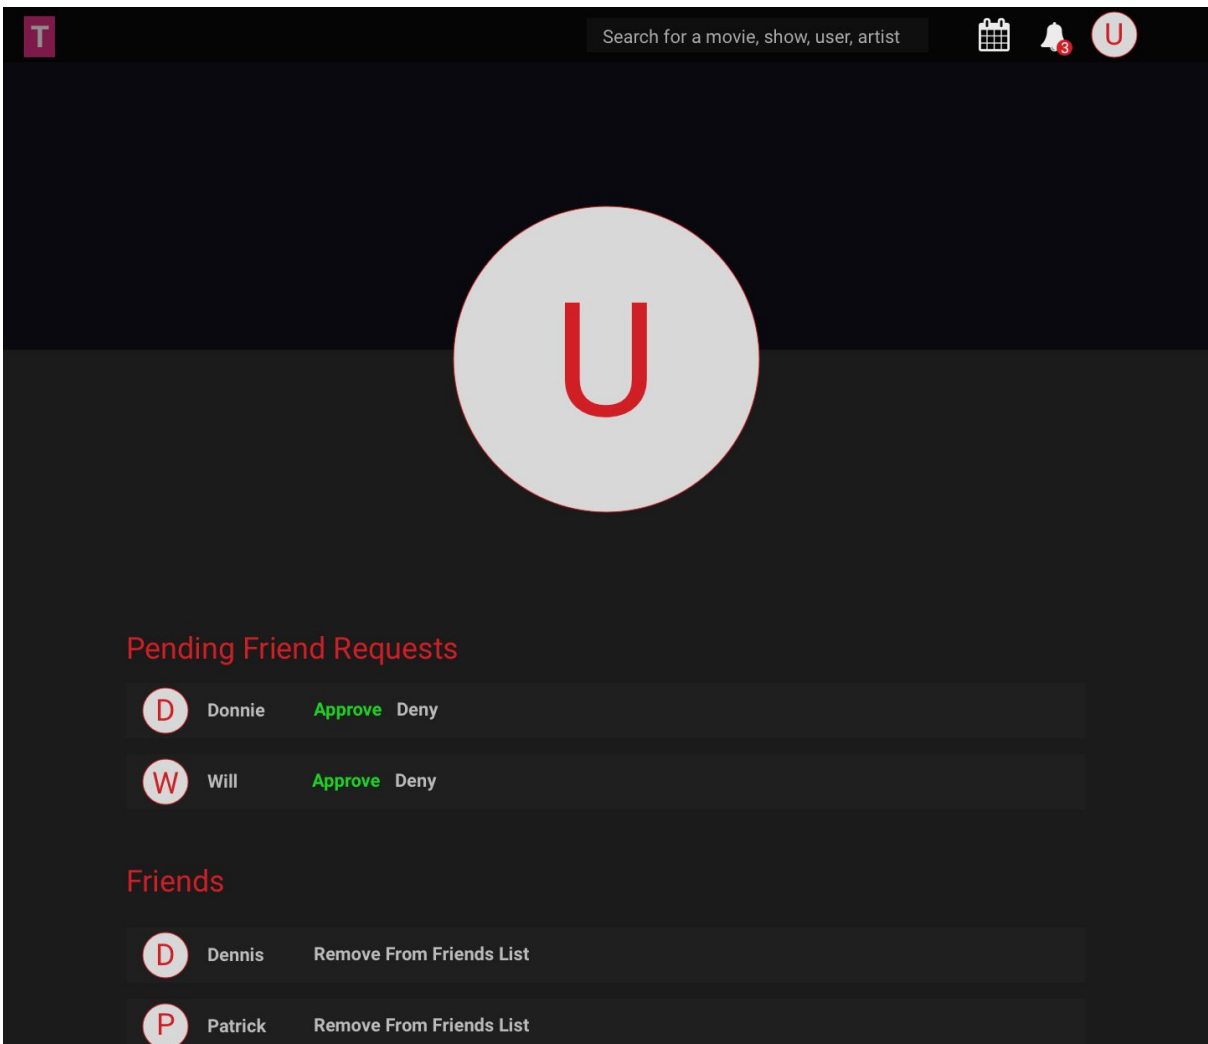 T Search for a movie, show, user, artist 3 U
U
Pending Friend Requests
D Donnie Approve Deny
W Will Approve Deny
Friends
D Dennis Remove From Friends List
P Patrick Remove From Friends List